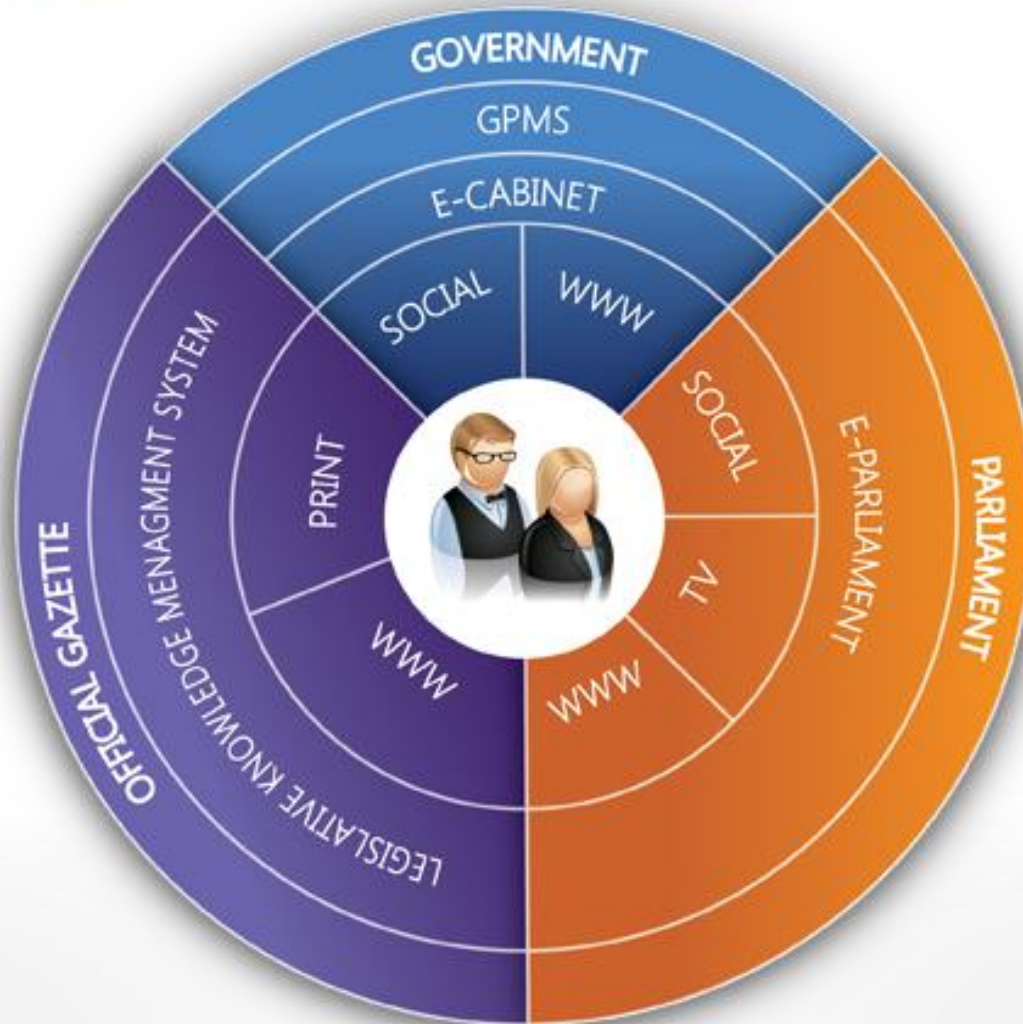 GOVERNMENT
GPMS
E-CABINET
SOCIAL
WWW
PARLIAMENT
E-PARLIAMENT
SOCIAL
TV
WWW
OFFICIAL GAZETTE
LEGISLATIVE KNOWLEDGE MENAGMENT SYSTEM
PRINT
WWW